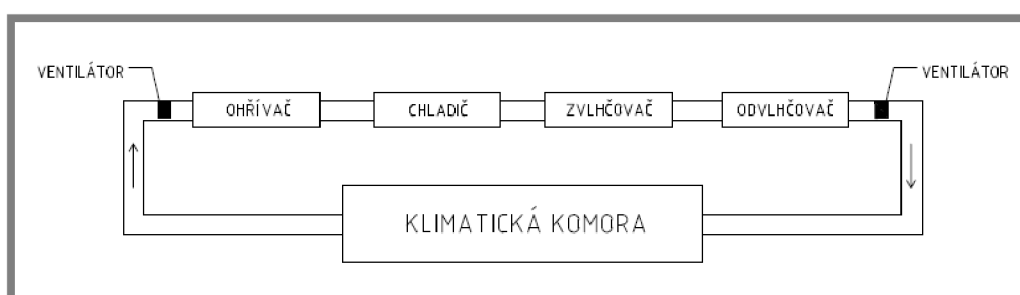 VENTILÁTOR
VENTILÁTOR
OHŘÍVAČ
CHLADIČ
ZVLHČOVAČ
ODVLHČOVAČ
KLIMATICKÁ KOMORA